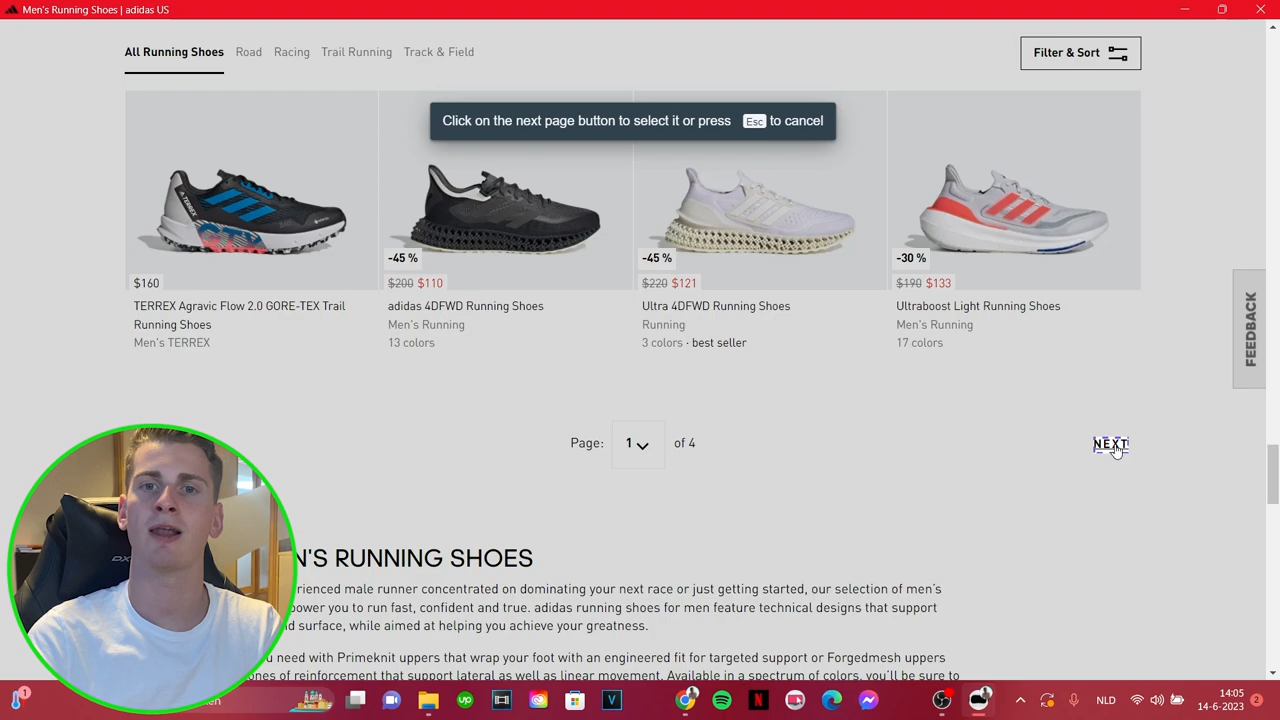 Men's Running Shoes | adidas US
All Running Shoes Road Racing Trail Running Track & Field
Filter & Sort
Click on the next page button to select it or press Esc to cancel
TERREX
$160
TERREX Agravic Flow 2.0 GORE-TEX Trail
Running Shoes
Men's TERREX
-45 %
$200 $110
adidas 4DFWD Running Shoes
Men's Running
13 colors
-45 %
$220 $121
Ultra 4DFWD Running Shoes
Running
3 colors · best seller
-30 %
$190 $133
Ultraboost Light Running Shoes
Men's Running
17 colors
FEEDBACK
Page: 1 of 4
NEXT
N'S RUNNING SHOES
rienced male runner concentrated on dominating your next race or just getting started, our selection of men's
power you to run fast, confident and true. adidas running shoes for men feature technical designs that support
d surface, while aimed at helping you achieve your greatness.
u need with Primeknit uppers that wrap your foot with an engineered fit for targeted support or Forgedmesh uppers
ones of reinforcement that support lateral as well as linear movement. Available in a spectrum of colors, you'll be sure to
DX
1
ken
up
V
NLD
14:05
14-6-2023
2